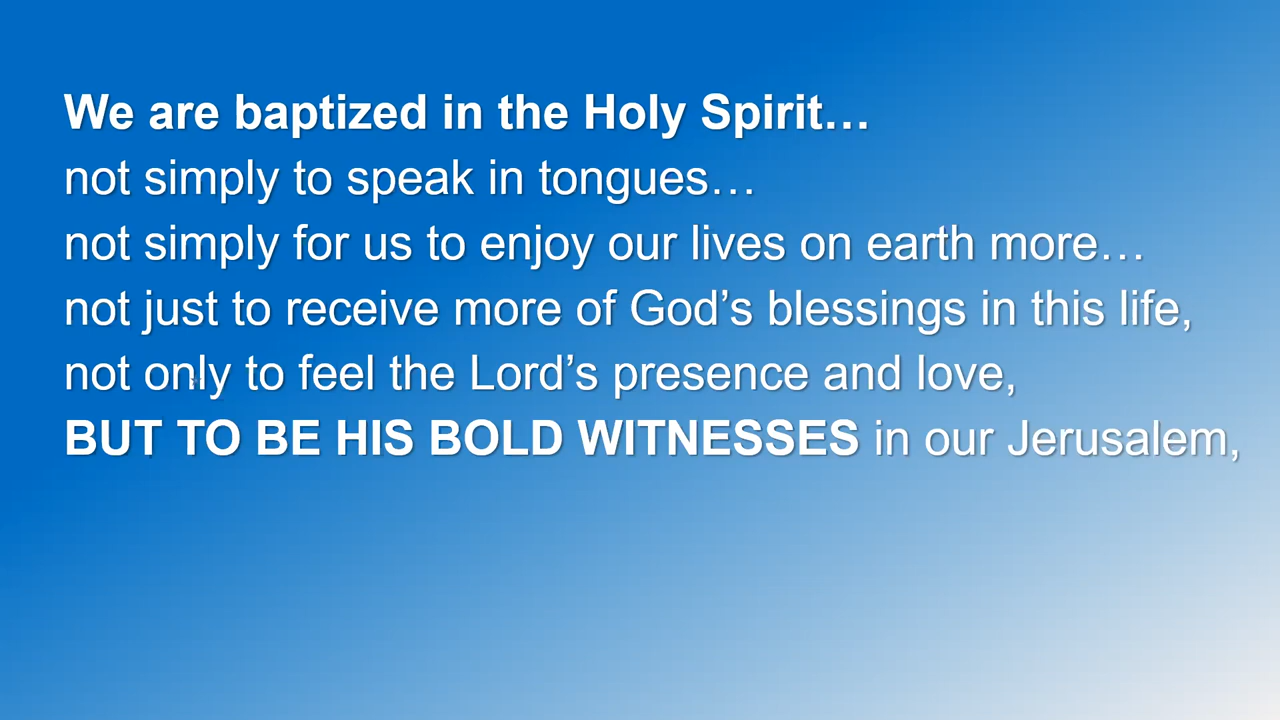 We are baptized in the Holy Spirit…
not simply to speak in tongues…
not simply for us to enjoy our lives on earth more…
not just to receive more of God’s blessings in this life,
not only to feel the Lord’s presence and love,
BUT TO BE HIS BOLD WITNESSES in our Jerusalem,